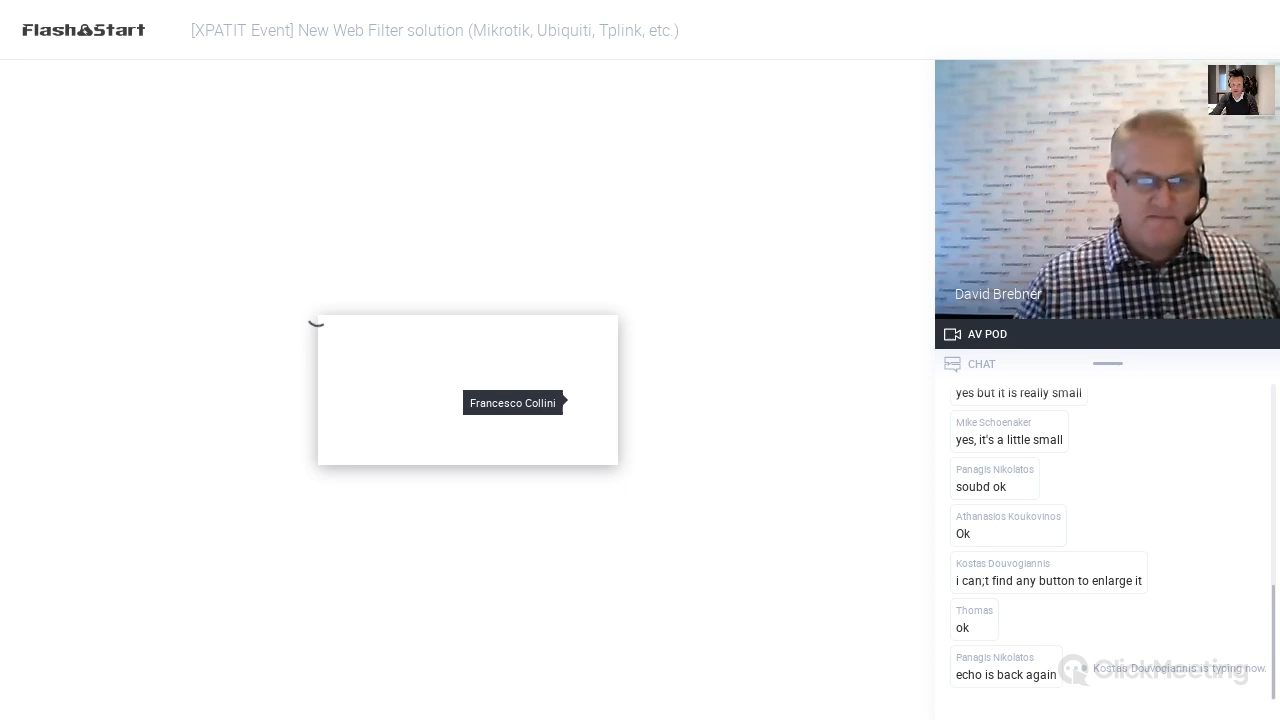 Flash&Start
[XPATIT Event] New Web Filter solution (Mikrotik, Ubiquiti, Tplink, etc.)
David Brebner
AV POD
CHAT
Francesco Collini
yes but it is really small
Mike Schoenaker
yes, it's a little small
Panagis Nikolatos
soubd ok
Athanasios Koukovinos
Ok
Kostas Douvogiannis
i can;t find any button to enlarge it
Thomas
ok
Panagis Nikolatos
echo is back again
ClickMeeting
Kostas Douvogiannis is typing now.